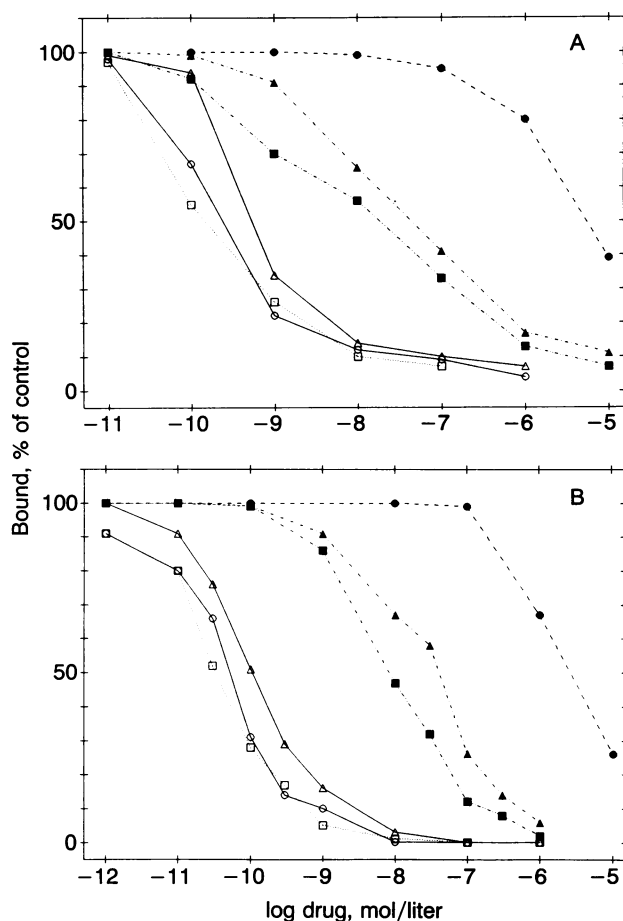 A
100
50
0
−11 −10 −9 −8 −7 −6 −5
Bound, % of control
B
100
50
0
−12 −11 −10 −9 −8 −7 −6 −5
log drug, mol/liter